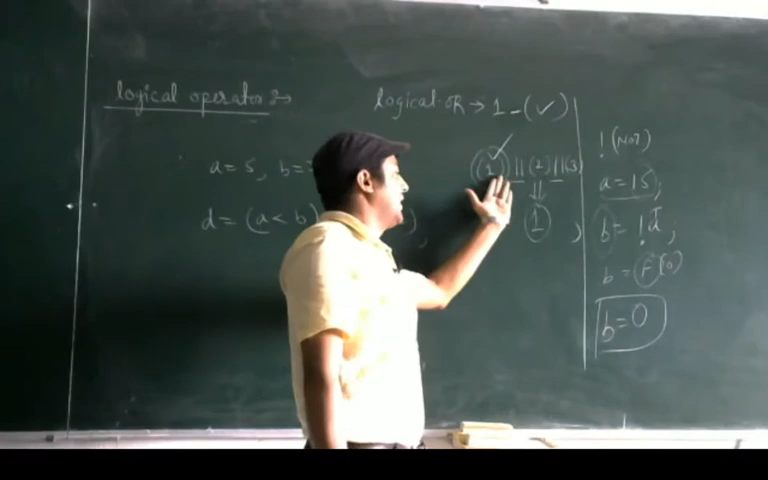 logical operators
a = 5, b =
d = (a < b)
),
logical OR → 1 - (✓)
(1) || (2) || (3)
(1) ,
! (NOT)
a = 15;
b = !a;
b = F (0)
b = 0